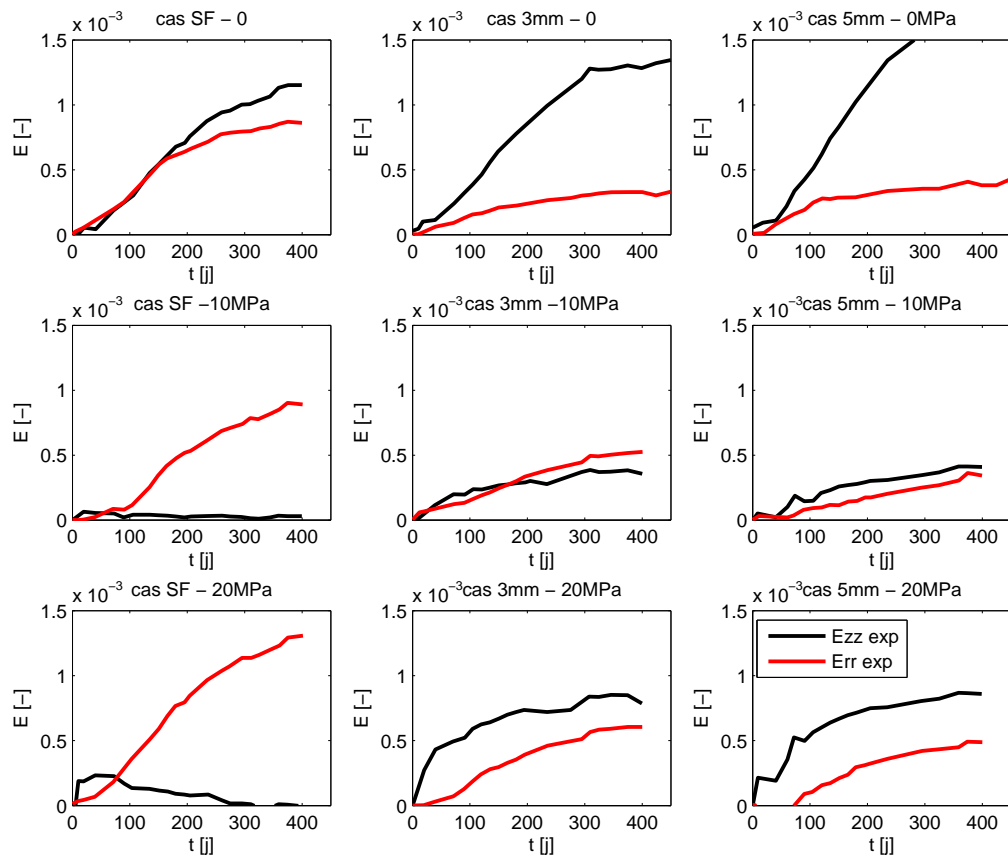 cas SF − 0
x 10−3
1.5
1
0.5
0
E [−]
0 100 200 300 400
t [j]
cas 3mm − 0
x 10−3
1.5
1
0.5
0
E [−]
0 100 200 300 400
t [j]
cas 5mm − 0MPa
x 10−3
1.5
1
0.5
0
E [−]
0 100 200 300 400
t [j]
cas SF −10MPa
x 10−3
1.5
1
0.5
0
E [−]
0 100 200 300 400
t [j]
cas 3mm −10MPa
x 10−3
1.5
1
0.5
0
E [−]
0 100 200 300 400
t [j]
x 10−3 cas 5mm − 10MPa
1.5
1
0.5
0
E [−]
0 100 200 300 400
t [j]
cas SF − 20MPa
x 10−3
1.5
1
0.5
0
E [−]
0 100 200 300 400
t [j]
x 10−3 cas 3mm − 20MPa
1.5
1
0.5
0
E [−]
0 100 200 300 400
t [j]
x 10−3 cas 5mm − 20MPa
1.5
1
0.5
0
E [−]
Ezz exp
Err exp
0 100 200 300 400
t [j]